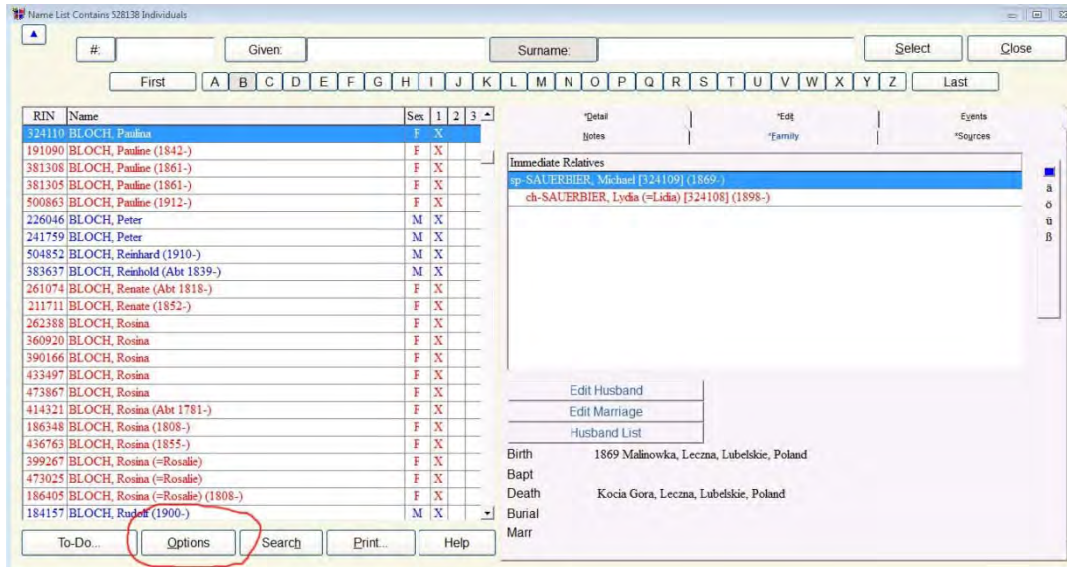 Name List Contains 528138 Individuals
#: Given: Surname: Select Close
First A B C D E F G H I J K L M N O P Q R S T U V W X Y Z Last
RIN Name Sex 1 2 3
324110 BLOCH, Paulina F X
191090 BLOCH, Pauline (1842-) F X
381308 BLOCH, Pauline (1861-) F X
381305 BLOCH, Pauline (1861-) F X
500863 BLOCH, Pauline (1912-) F X
226046 BLOCH, Peter M X
241759 BLOCH, Peter M X
504852 BLOCH, Reinhard (1910-) M X
383637 BLOCH, Reinhold (Abt 1839-) M X
261074 BLOCH, Renate (Abt 1818-) F X
211711 BLOCH, Renate (1852-) F X
262388 BLOCH, Rosina F X
360920 BLOCH, Rosina F X
390166 BLOCH, Rosina F X
433497 BLOCH, Rosina F X
473867 BLOCH, Rosina F X
414321 BLOCH, Rosina (Abt 1781-) F X
186348 BLOCH, Rosina (1808-) F X
436763 BLOCH, Rosina (1855-) F X
399267 BLOCH, Rosina (=Rosalie) F X
473025 BLOCH, Rosina (=Rosalie) F X
186405 BLOCH, Rosina (=Rosalie) (1808-) F X
184157 BLOCH, Rudolf (1900-) M X
To-Do... Options Search Print... Help
*Detail *Edit Events
Notes *Family *Sources
Immediate Relatives
sp-SAUERBIER, Michael [324109] (1869-)
ch-SAUERBIER, Lydia (=Lidia) [324108] (1898-)
ä
ö
ü
ß
Edit Husband
Edit Marriage
Husband List
Birth 1869 Malinowka, Leczna, Lubelskie, Poland
Bapt
Death Kocia Gora, Leczna, Lubelskie, Poland
Burial
Marr